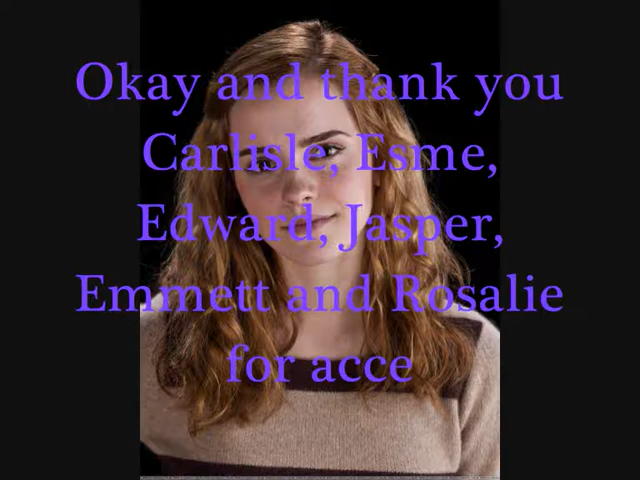 Okay and thank you
Carlisle, Esme,
Edward, Jasper,
Emmett and Rosalie
for acce